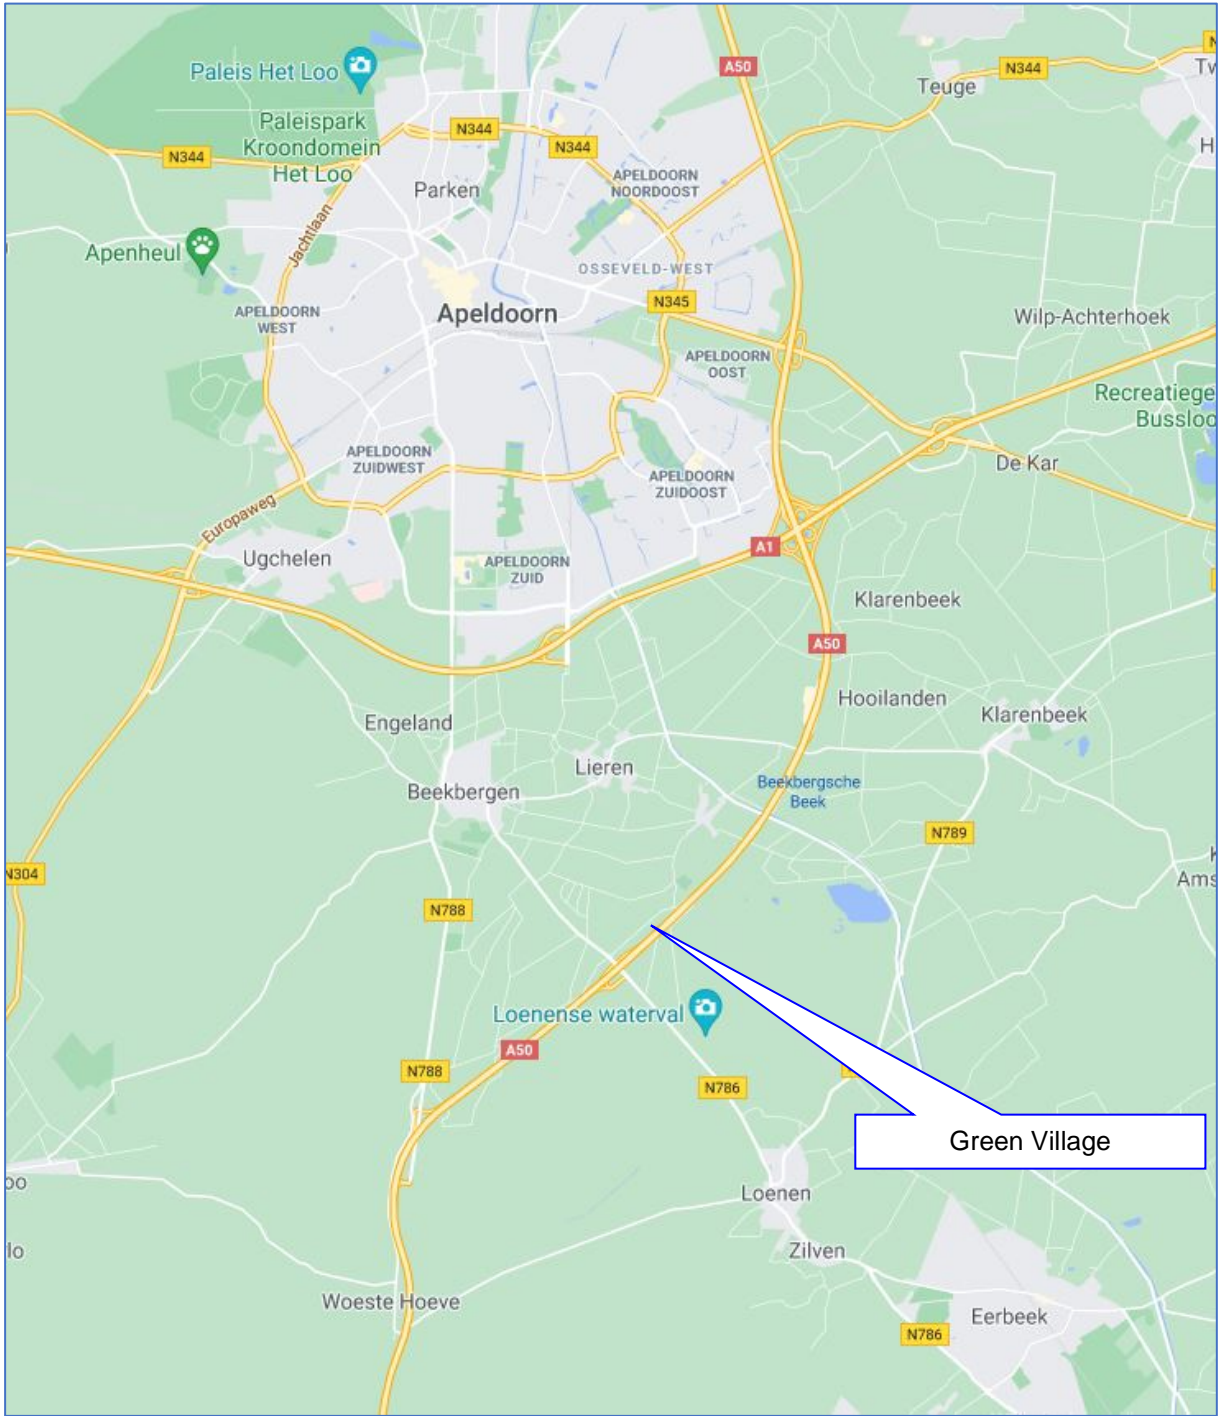 A50
N344
Teuge
Paleis Het Loo
Paleispark
Kroondomein
Het Loo
N344
N344
N344
Parken
APELDOORN
NOORDOOST
Jachtlaan
Apenheul
OSSEVELD-WEST
N345
APELDOORN
WEST
Apeldoorn
Wilp-Achterhoek
APELDOORN
OOST
Recreatiege
Busslo
APELDOORN
ZUIDWEST
De Kar
APELDOORN
ZUIDOOST
Europaweg
A1
Ugchelen
APELDOORN
ZUID
Klarenbeek
A50
Hooilanden
Klarenbeek
Engeland
Lieren
Beekbergen
Beekbergsche
Beek
N789
N304
Ams
N788
Loenense waterval
A50
N788
N786
Green Village
Loenen
Zilven
lo
Woeste Hoeve
Eerbeek
N786